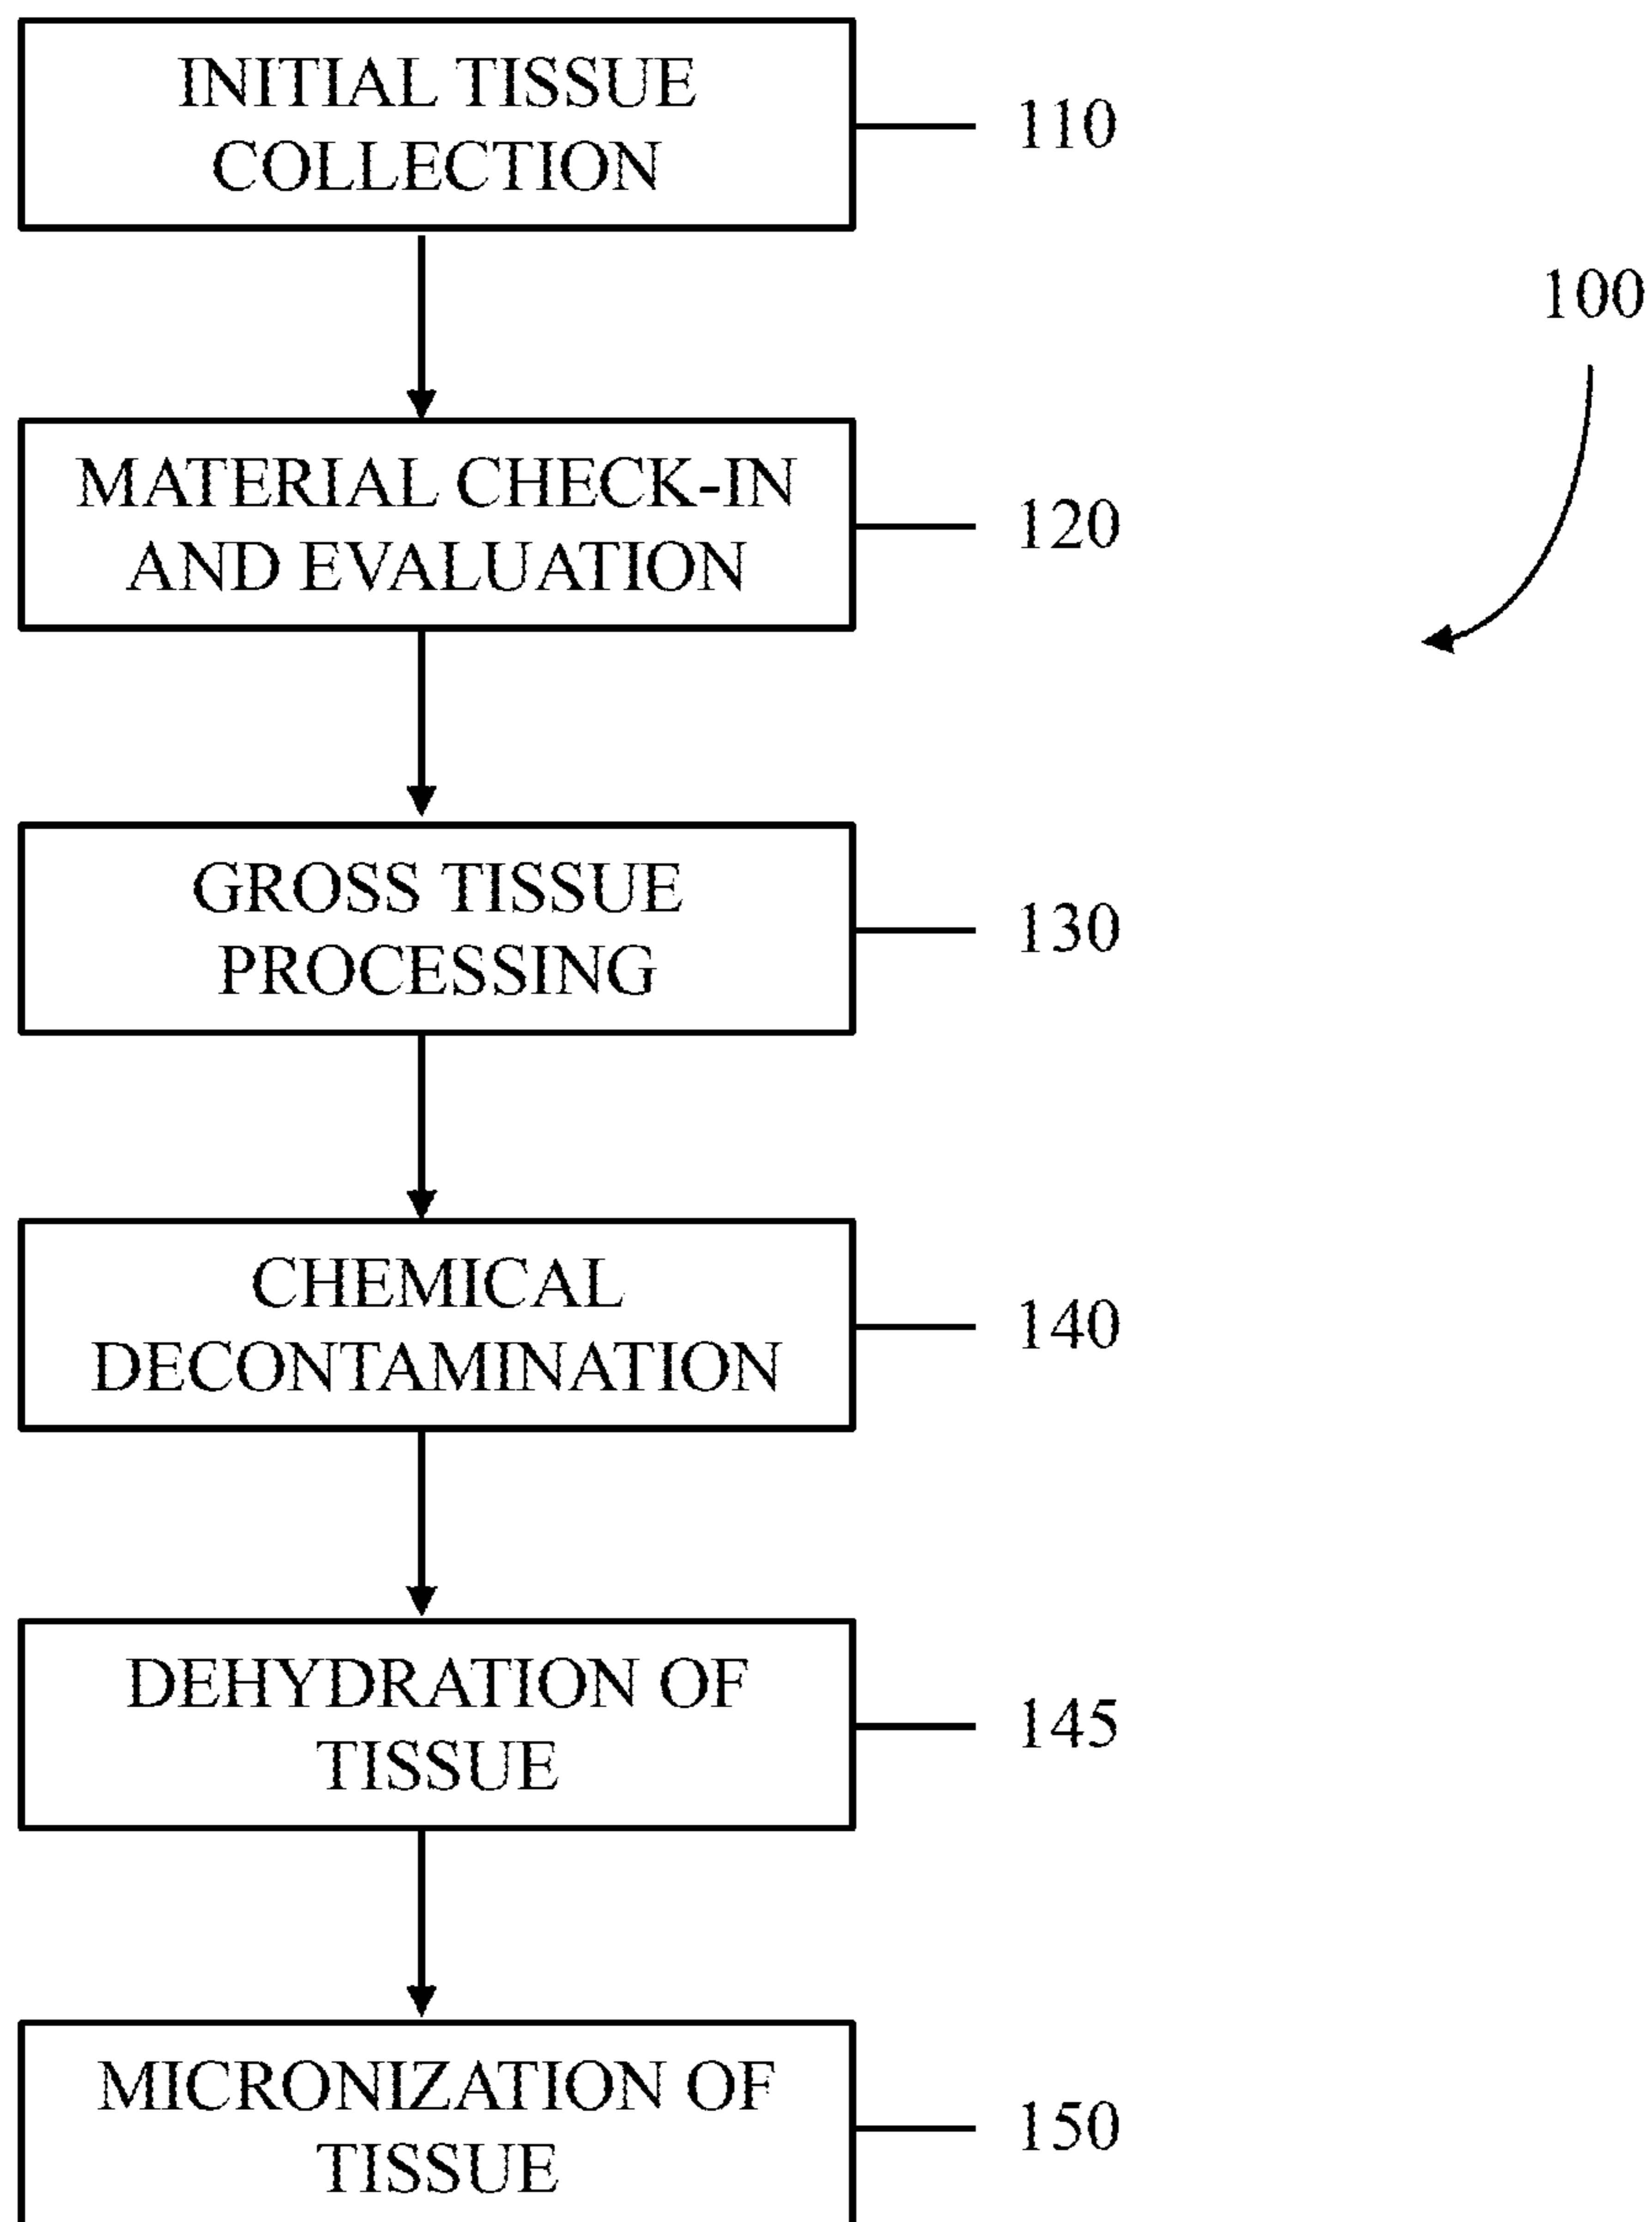 INITIAL TISSUE
COLLECTION
110
100
MATERIAL CHECK-IN
AND EVALUATION
120
GROSS TISSUE
PROCESSING
130
CHEMICAL
DECONTAMINATION
140
DEHYDRATION OF
TISSUE
145
MICRONIZATION OF
TISSUE
150